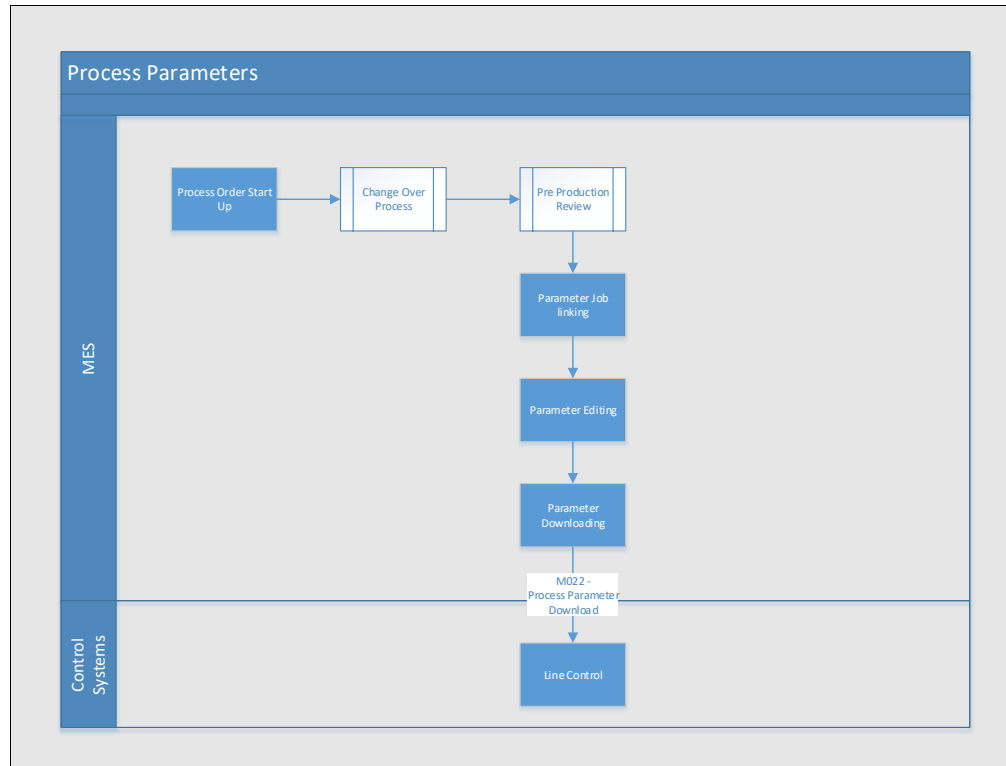 Process Parameters
MES
Process Order Start
Up
Change Over
Process
Pre Production
Review
Parameter Job
linking
Parameter Editing
Parameter
Downloading
M022 -
Process Parameter
Download
Control
Systems
Line Control